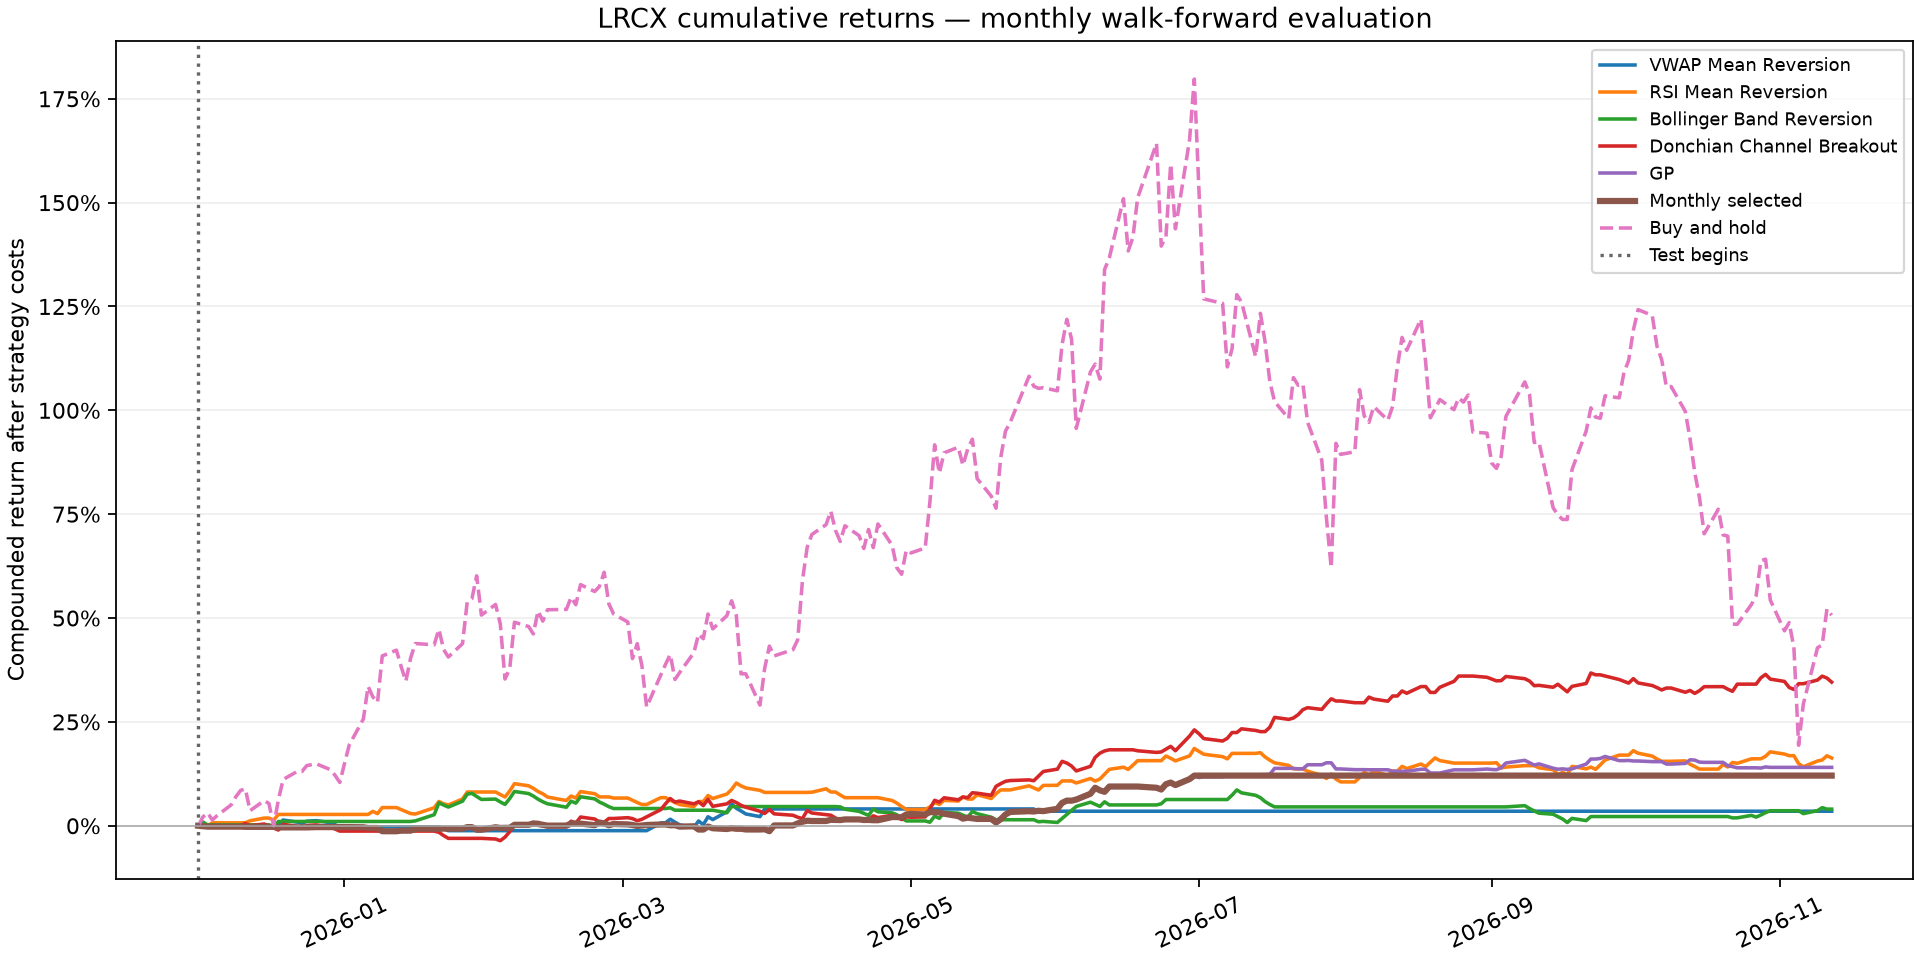 LRCX cumulative returns — monthly walk-forward evaluation
Compounded return after strategy costs
175%
150%
125%
100%
75%
50%
25%
0%
2026-01
2026-03
2026-05
2026-07
2026-09
2026-11
VWAP Mean Reversion
RSI Mean Reversion
Bollinger Band Reversion
Donchian Channel Breakout
GP
Monthly selected
Buy and hold
Test begins